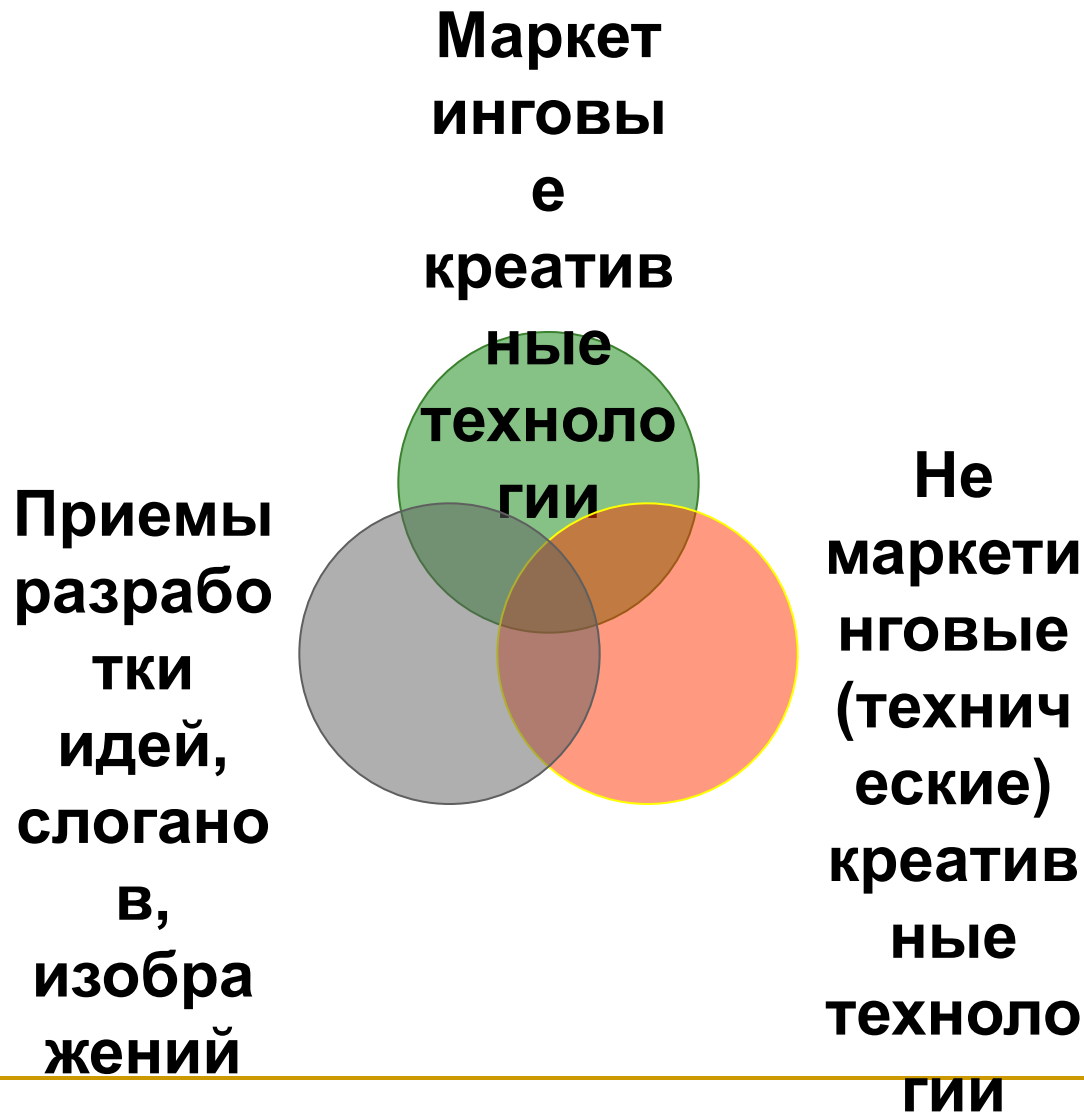 Маркет
инговы
е
креатив
ные
техноло
гии
Приемы
разрабо
тки
идей,
слогано
в,
изобра
жений
Не
маркети
нговые
(технич
еские)
креатив
ные
техноло
гии